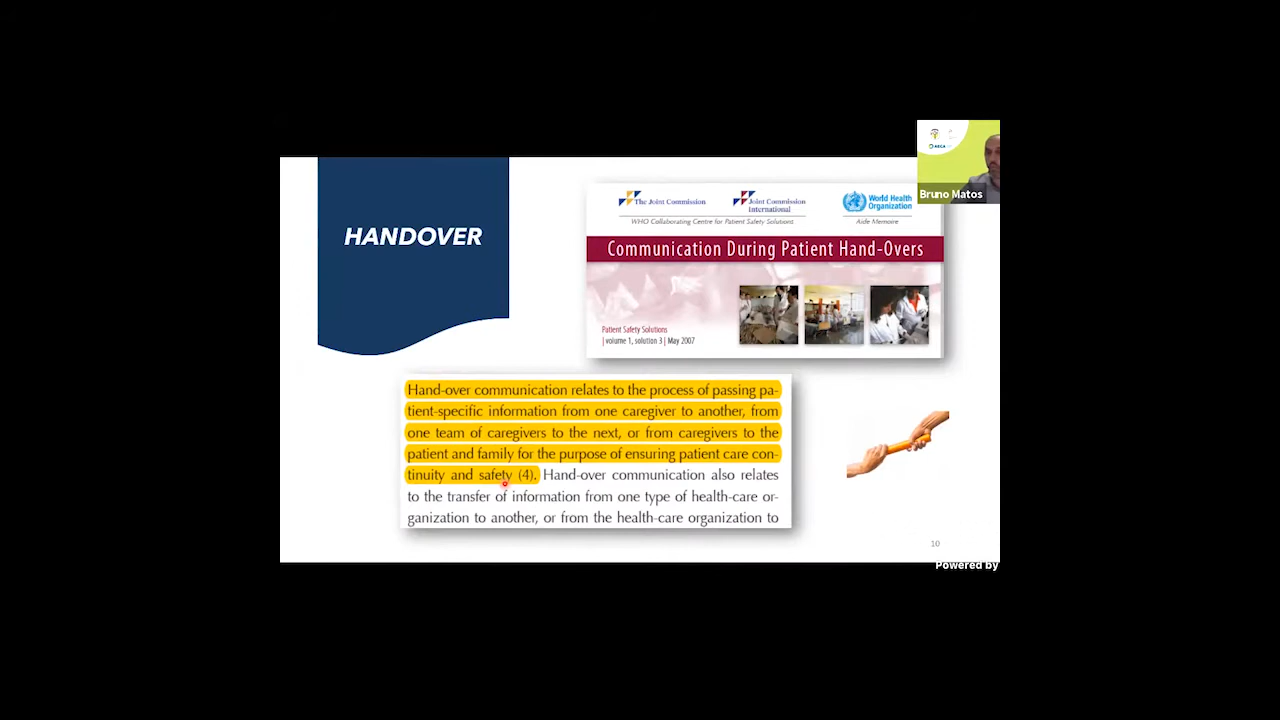 HANDOVER
The Joint Commission
Joint Commission
International
World Health
Organization
WHO Collaborating Centre for Patient Safety Solutions
Aide Memoire
Communication During Patient Hand-Overs
Patient Safety Solutions
| volume 1, solution 3 | May 2007
Bruno Matos
Hand-over communication relates to the process of passing pa-
tient-specific information from one caregiver to another, from
one team of caregivers to the next, or from caregivers to the
patient and family for the purpose of ensuring patient care con-
tinuity and safety (4). Hand-over communication also relates
to the transfer of information from one type of health-care or-
ganization to another, or from the health-care organization to
10
Powered by